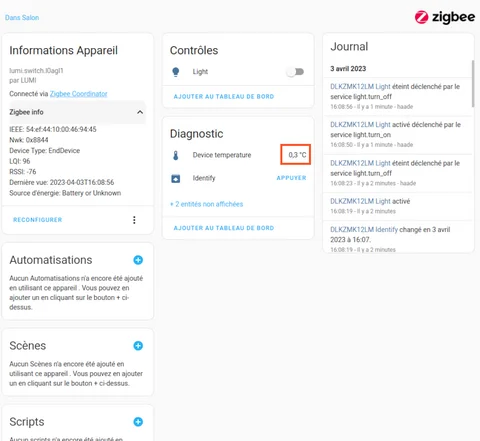 Dans Salon
zigbee
Informations Appareil
lumi.switch.l0agl1
par LUMI
Connecté via Zigbee Coordinator
Zigbee info
IEEE: 54:ef:44:10:00:46:94:45
Nwk: 0x8844
Device Type: EndDevice
LQI: 96
RSSI: -76
Dernière vue: 2023-04-03T16:08:56
Source d'énergie: Battery or Unknown
RECONFIGURER
Automatisations
Aucun Automatisations n'a encore été ajouté
en utilisant ce appareil . Vous pouvez en
ajouter un en cliquant sur le bouton + ci-
dessus.
Scènes
Aucun Scènes n'a encore été ajouté en
utilisant ce appareil . Vous pouvez en ajouter
un en cliquant sur le bouton + ci-dessus.
Scripts
Aucun scripts n'a encore été ajouté en
Contrôles
Light
AJOUTER AU TABLEAU DE BORD
Diagnostic
Device temperature
0,3 °C
Identify
APPUYER
+ 2 entités non affichées
AJOUTER AU TABLEAU DE BORD
Journal
3 avril 2023
DLKZMK12LM Light éteint déclenché par le
service light.turn_off
16:08:56 - il y a 1 minute - haade
DLKZMK12LM Light activé déclenché par le
service light.turn_on
16:08:50 - il y a 1 minute - haade
DLKZMK12LM Light éteint déclenché par le
service light.turn_off
16:08:23 - il y a 2 minutes - haade
DLKZMK12LM Light activé
16:08:19 - il y a 2 minutes
DLKZMK12LM Identify changé en 3 avril
2023 à 16:07.
16:08:19 - il y a 2 minutes